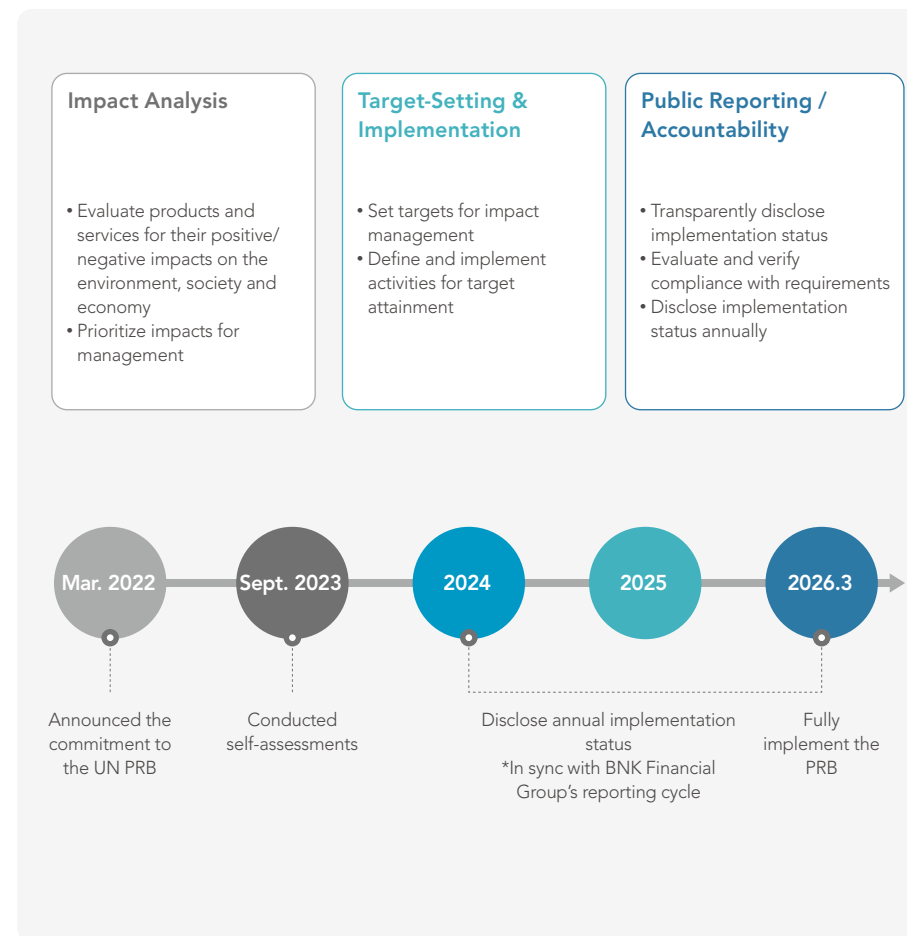 Impact Analysis
• Evaluate products and
services for their positive/
negative impacts on the
environment, society and
economy
• Prioritize impacts for
management
Target-Setting &
Implementation
• Set targets for impact
management
• Define and implement
activities for target
attainment
Public Reporting /
Accountability
• Transparently disclose
implementation status
• Evaluate and verify
compliance with requirements
• Disclose implementation
status annually
Mar. 2022
Sept. 2023
2024
2025
2026.3
Announced the
commitment to
the UN PRB
Conducted
self-assessments
Disclose annual implementation
status
*In sync with BNK Financial
Group's reporting cycle
Fully
implement the
PRB